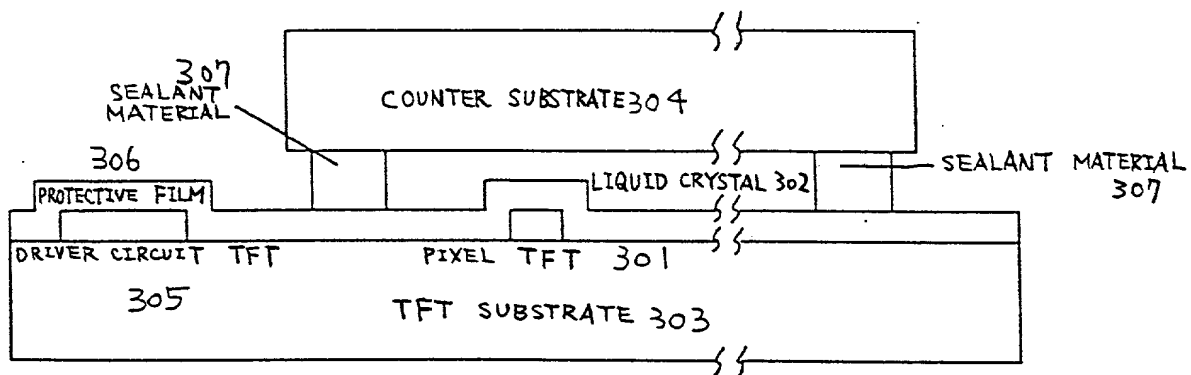 307
SEALANT
MATERIAL
COUNTER SUBSTRATE 304
306
PROTECTIVE FILM
LIQUID CRYSTAL 302
SEALANT MATERIAL
307
DRIVER CIRCUIT TFT
305
PIXEL TFT 301
TFT SUBSTRATE 303